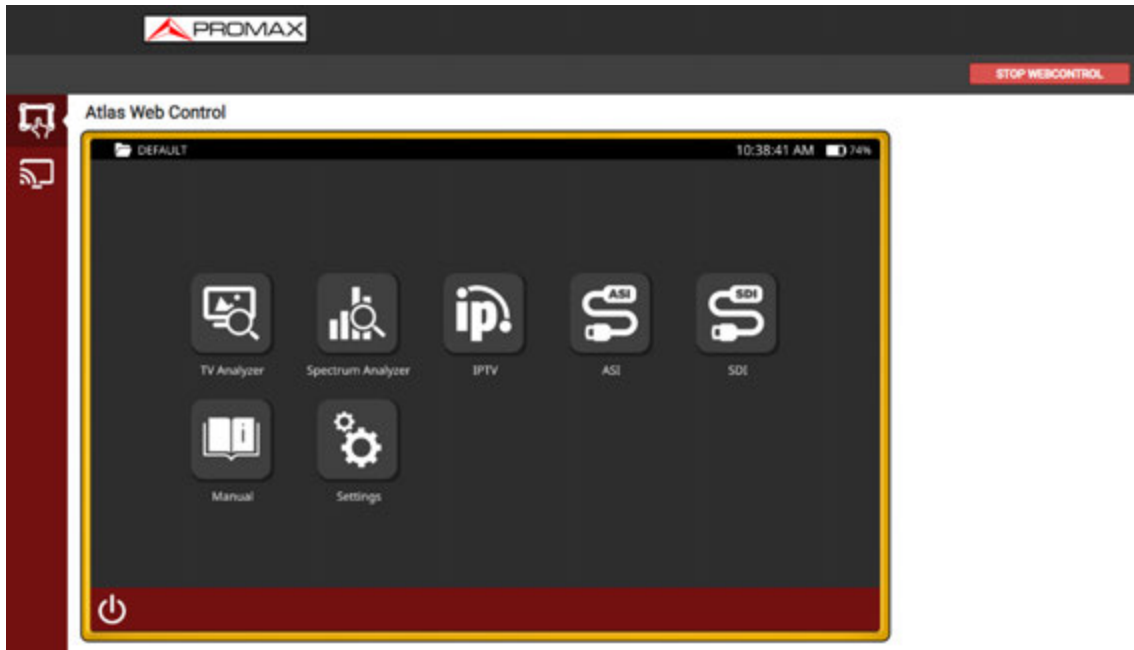 PROMAX
STOP WEBCONTROL
Atlas Web Control
DEFAULT 10:38:41 AM 74%
ip ASI SDI
TV Analyzer Spectrum Analyzer IPTV ASI SDI
i
Manual Settings